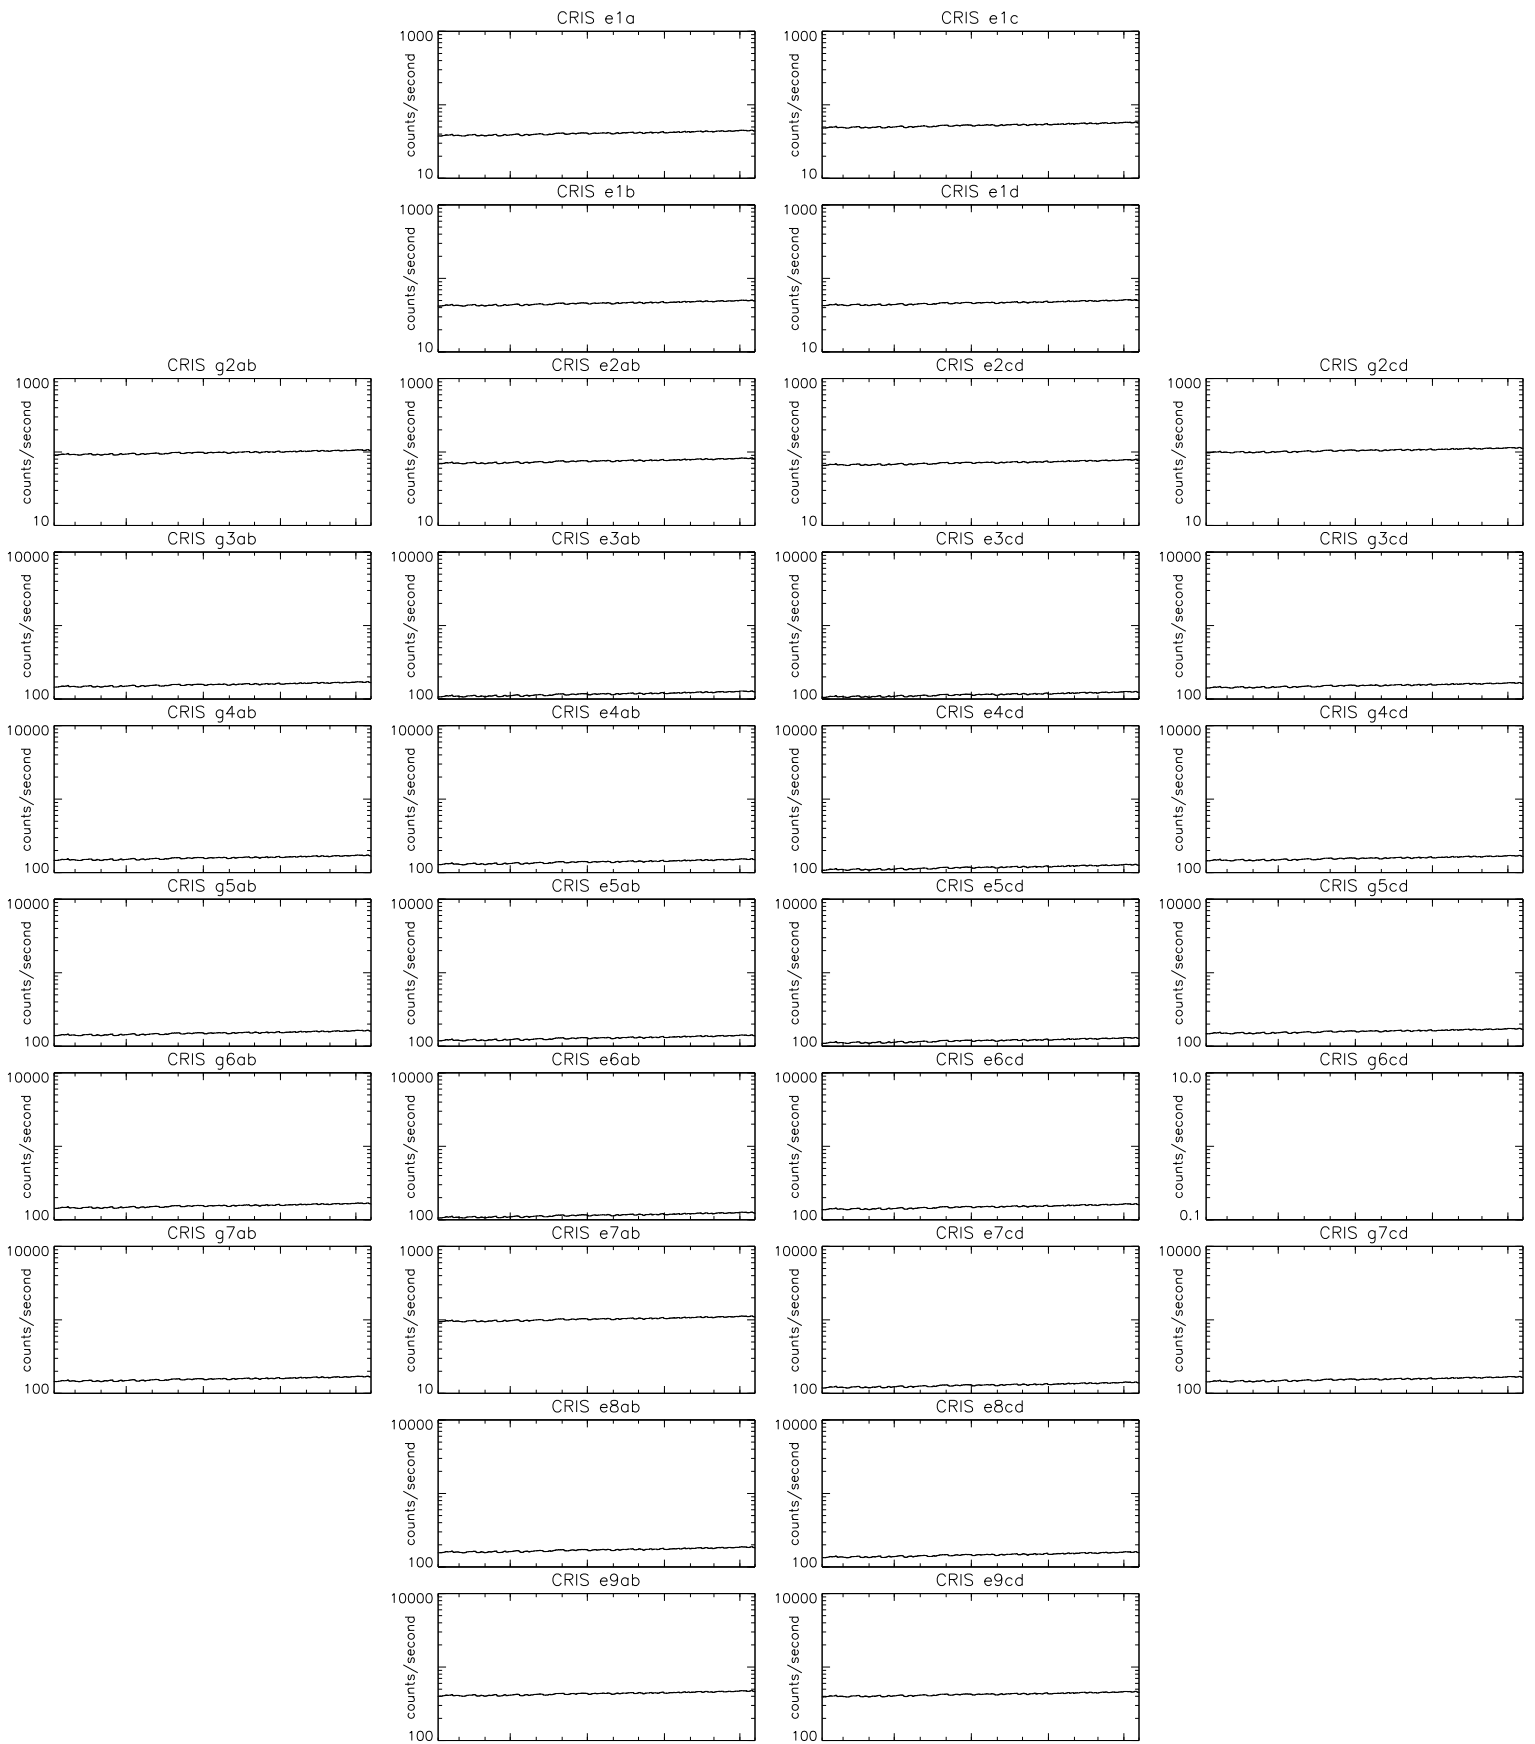 CRIS e1a CRIS e1c
1000 1000
counts/second counts/second
10 10
CRIS e1b CRIS e1d
1000 1000
counts/second counts/second
10 10
CRIS g2ab CRIS e2ab CRIS e2cd CRIS g2cd
1000 1000 1000 1000
counts/second counts/second counts/second counts/second
10 10 10 10
CRIS g3ab CRIS e3ab CRIS e3cd CRIS g3cd
10000 10000 10000 10000
counts/second counts/second counts/second counts/second
100 100 100 100
CRIS g4ab CRIS e4ab CRIS e4cd CRIS g4cd
10000 10000 10000 10000
counts/second counts/second counts/second counts/second
100 100 100 100
CRIS g5ab CRIS e5ab CRIS e5cd CRIS g5cd
10000 10000 10000 10000
counts/second counts/second counts/second counts/second
100 100 100 100
CRIS g6ab CRIS e6ab CRIS e6cd CRIS g6cd
10000 10000 10000 10.0
counts/second counts/second counts/second counts/second
100 100 100 0.1
CRIS g7ab CRIS e7ab CRIS e7cd CRIS g7cd
10000 1000 10000 10000
counts/second counts/second counts/second counts/second
100 10 100 100
CRIS e8ab CRIS e8cd
10000 10000
counts/second counts/second
100 100
CRIS e9ab CRIS e9cd
10000 10000
counts/second counts/second
100 100